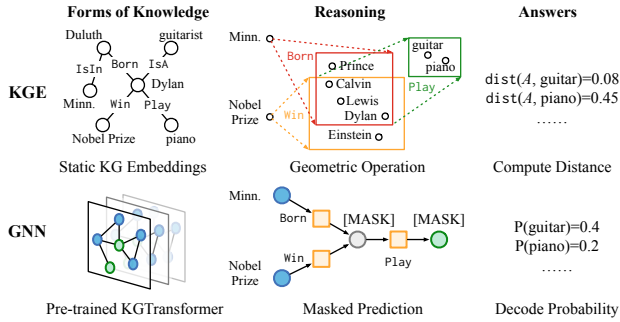 Forms of Knowledge Reasoning Answers
Duluth guitarist
Born IsA
IsIn
Dylan
Minn. Win Play
Nobel Prize piano
Static KG Embeddings
KGE
Minn.
Born
Prince
Calvin
Lewis
Dylan
Einstein
Win
Nobel
Prize
guitar
piano
Play
Geometric Operation
dist(A, guitar)=0.08
dist(A, piano)=0.45
......
Compute Distance
GNN
Pre-trained KGTransformer
Minn.
Born
[MASK] [MASK]
Win
Play
Nobel
Prize
Masked Prediction
P(guitar)=0.4
P(piano)=0.2
......
Decode Probability